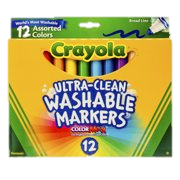 World's Most Washable
12 Assorted Colors
Broad Line
Crayola
ULTRA-CLEAN
WASHABLE
MARKERS
COLOR MAX
12